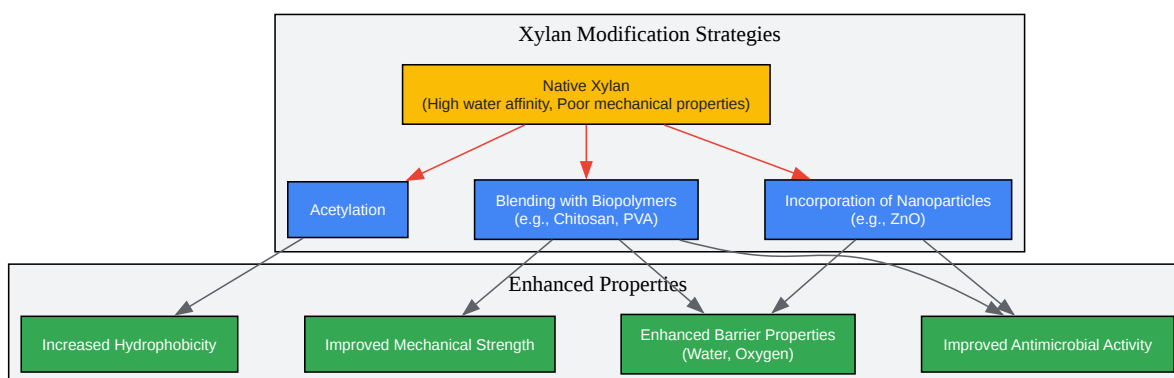 Xylan Modification Strategies
Native Xylan
(High water affinity, Poor mechanical properties)
Acetylation
Blending with Biopolymers
(e.g., Chitosan, PVA)
Incorporation of Nanoparticles
(e.g., ZnO)
Enhanced Properties
Increased Hydrophobicity
Improved Mechanical Strength
Enhanced Barrier Properties
(Water, Oxygen)
Improved Antimicrobial Activity